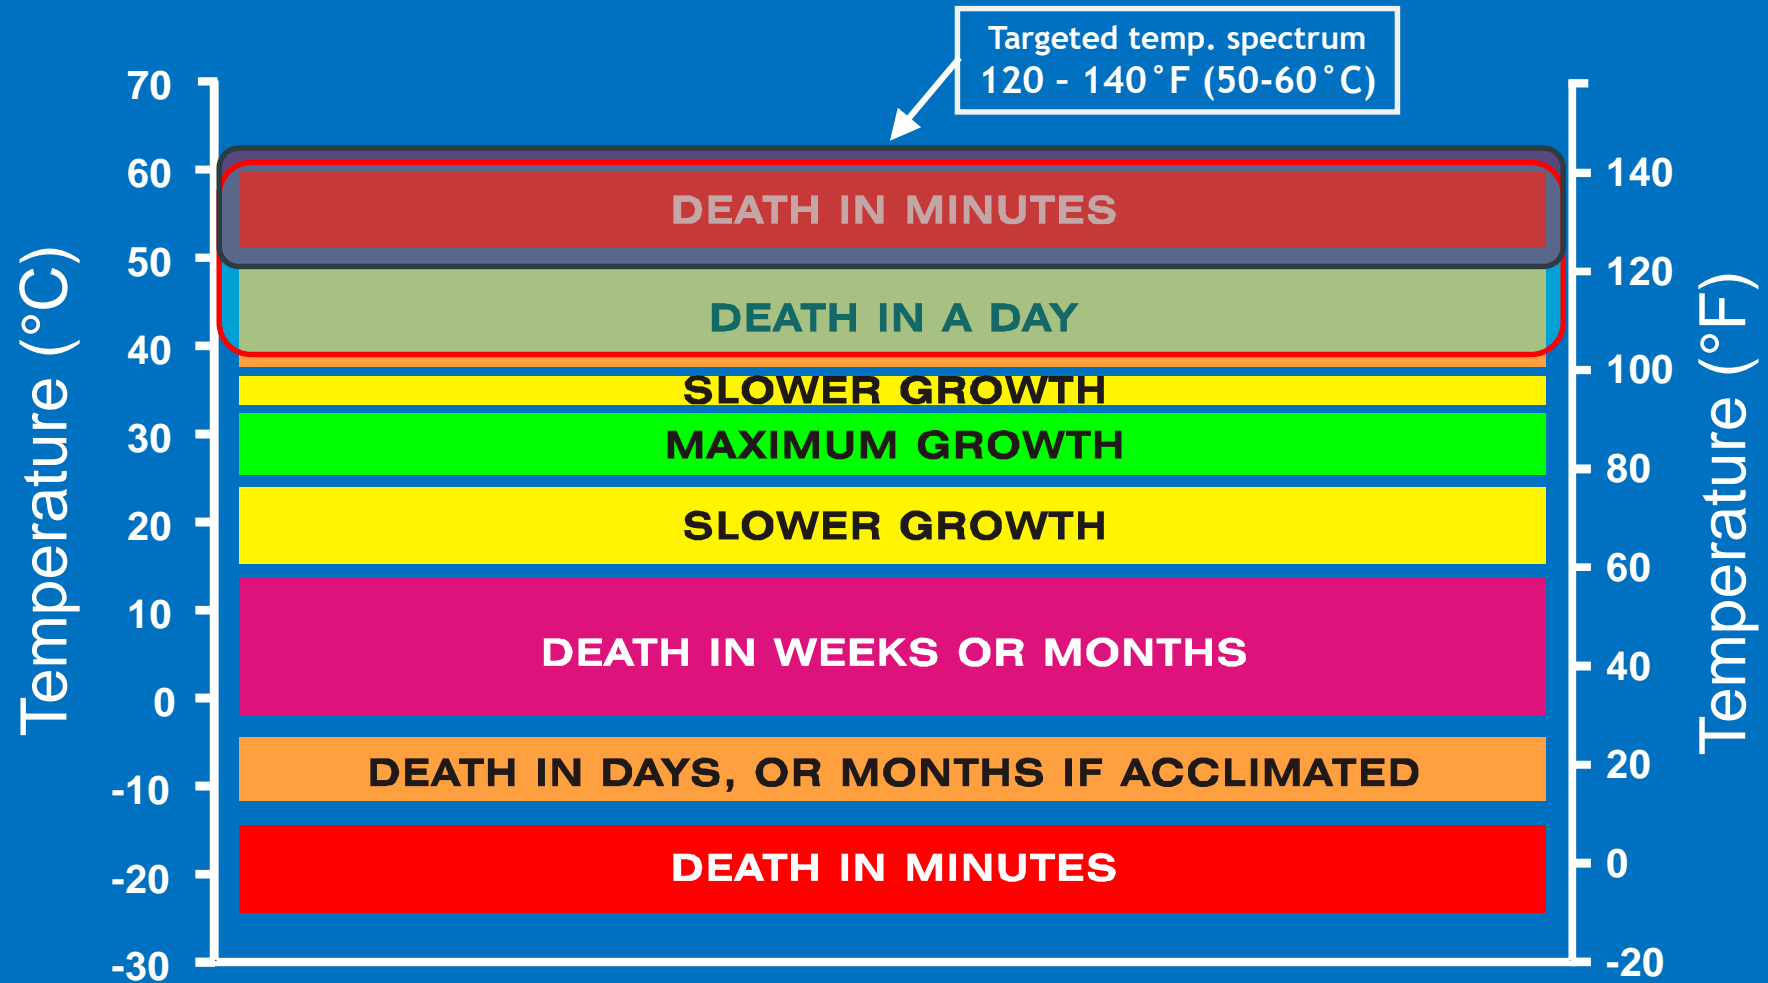 Targeted temp. spectrum
120 – 140°F (50-60°C)
Temperature (°C)
70
60
50
40
30
20
10
0
-10
-20
-30
DEATH IN MINUTES
DEATH IN A DAY
SLOWER GROWTH
MAXIMUM GROWTH
SLOWER GROWTH
DEATH IN WEEKS OR MONTHS
DEATH IN DAYS, OR MONTHS IF ACCLIMATED
DEATH IN MINUTES
140
120
100
80
60
40
20
0
-20
Temperature (°F)